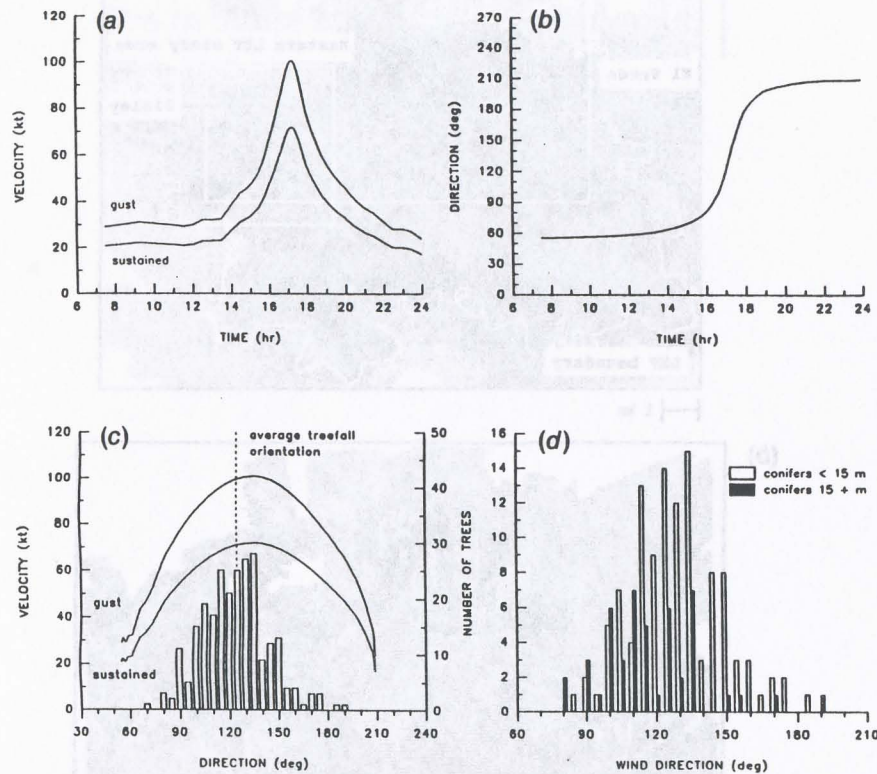 (a)
120
100
80
60
40
20
0
VELOCITY (kt)
gust
sustained
6 8 10 12 14 16 18 20 22 24
TIME (hr)
(b)
270
240
210
180
150
120
90
60
30
0
DIRECTION (deg)
6 8 10 12 14 16 18 20 22 24
TIME (hr)
(c)
average treefall
orientation
120
100
80
60
40
20
0
VELOCITY (kt)
gust
sustained
50
40
30
20
10
0
NUMBER OF TREES
30 60 90 120 150 180 210 240
DIRECTION (deg)
(d)
16
14
12
10
8
6
4
2
0
conifers < 15 m
conifers 15 + m
60 90 120 150 180 210
WIND DIRECTION (deg)